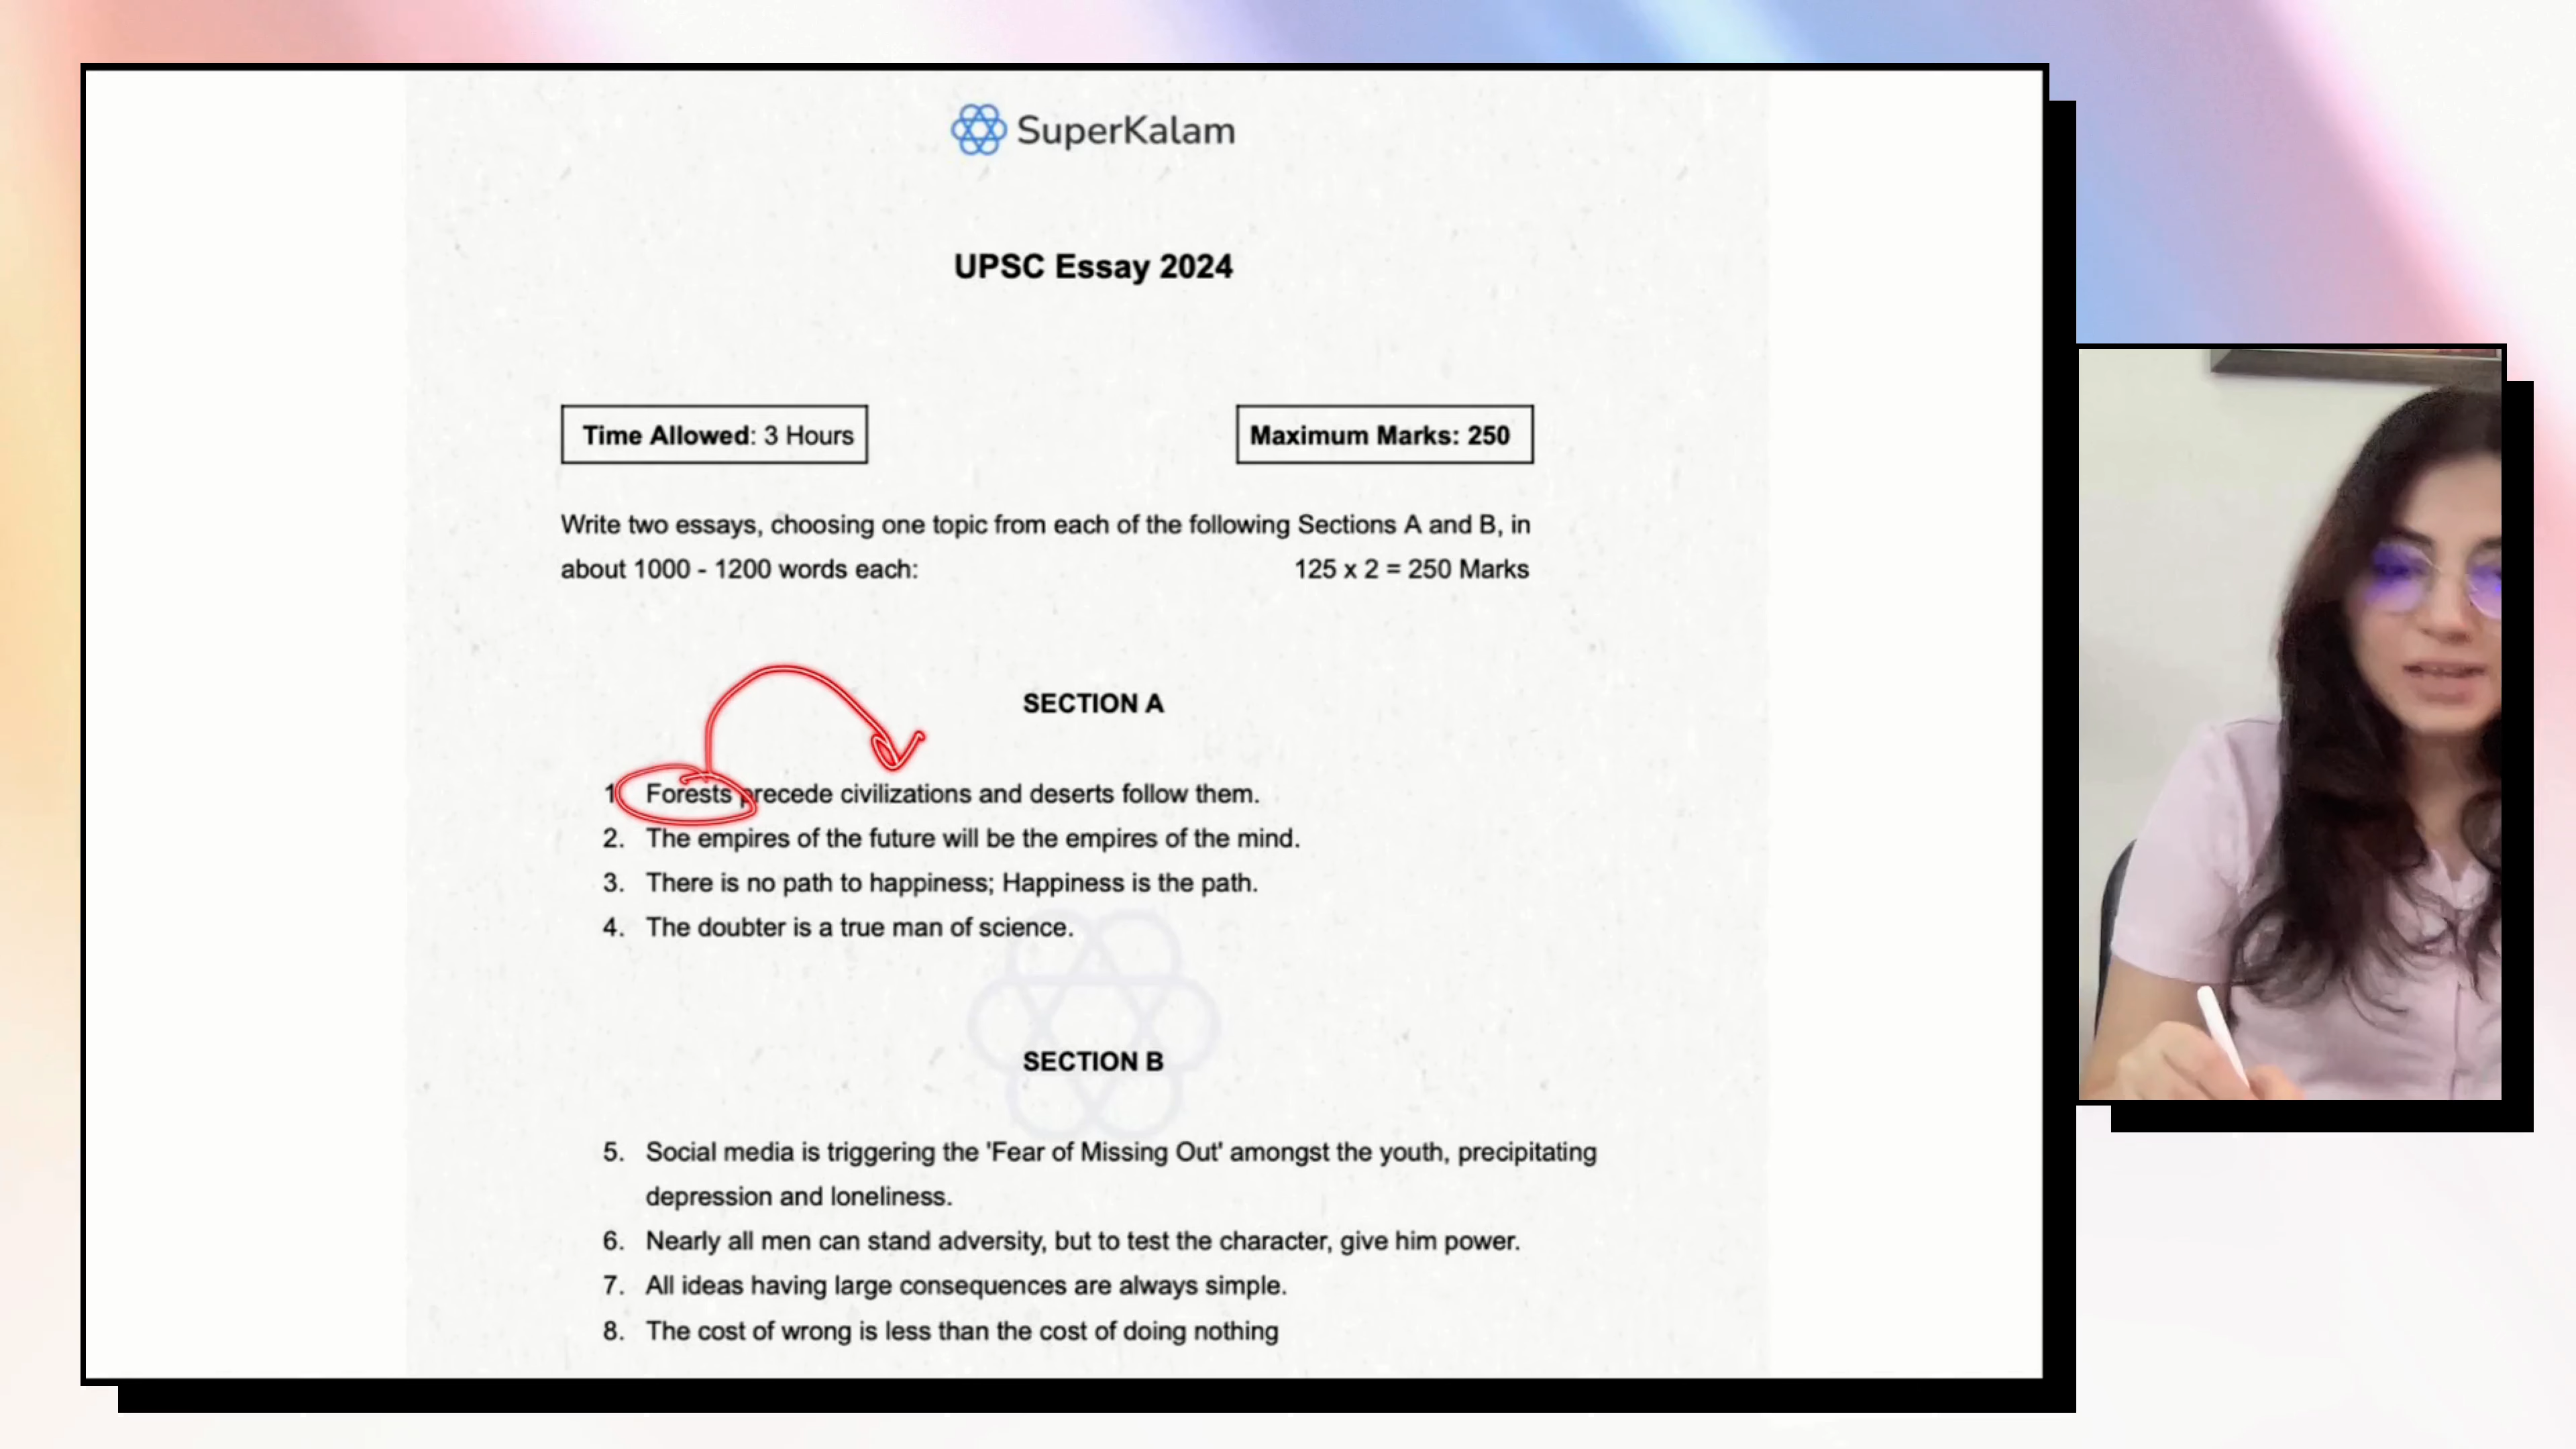 SuperKalam
UPSC Essay 2024
Time Allowed: 3 Hours
Maximum Marks: 250
Write two essays, choosing one topic from each of the following Sections A and B, in
about 1000 - 1200 words each:
125 x 2 = 250 Marks
SECTION A
1 Forests precede civilizations and deserts follow them.
2. The empires of the future will be the empires of the mind.
3. There is no path to happiness; Happiness is the path.
4. The doubter is a true man of science.
SECTION B
5. Social media is triggering the 'Fear of Missing Out' amongst the youth, precipitating
depression and loneliness.
6. Nearly all men can stand adversity, but to test the character, give him power.
7. All ideas having large consequences are always simple.
8. The cost of wrong is less than the cost of doing nothing